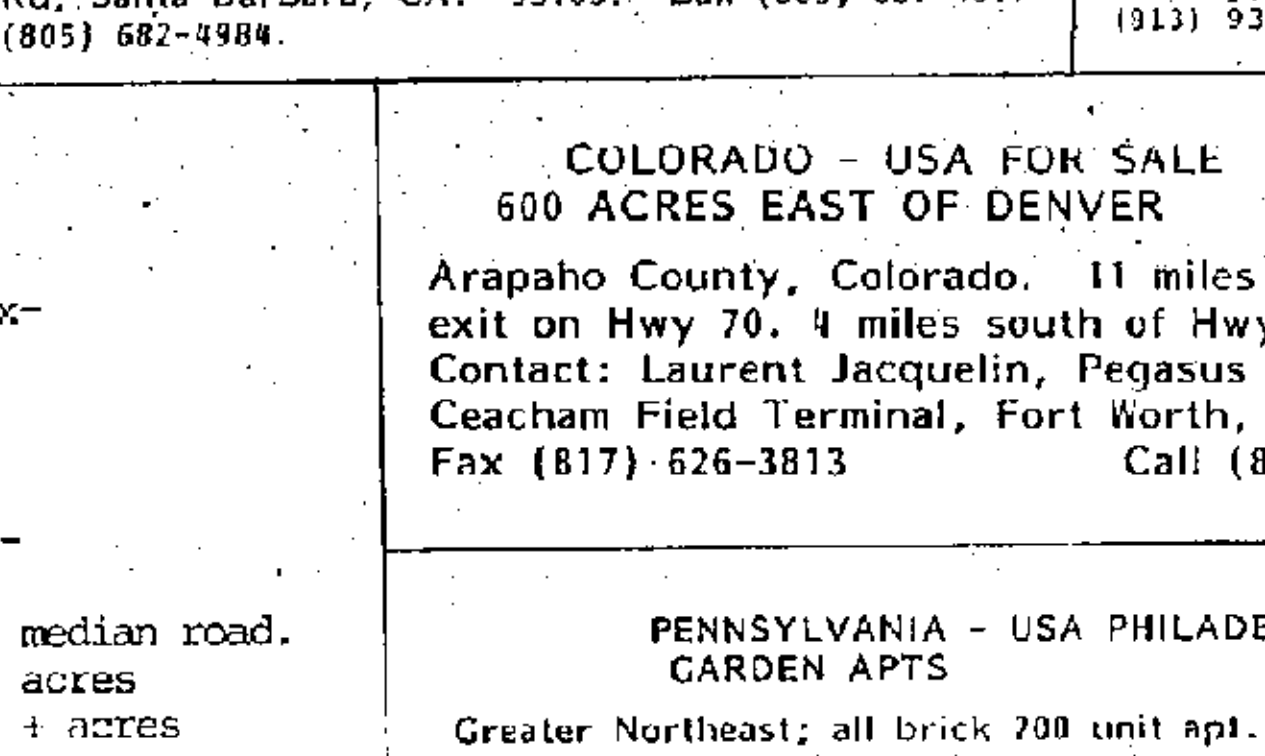 Santa Barbara, CA.
(805) 682-4984.
(913) 93
COLORADO - USA FOR SALE
600 ACRES EAST OF DENVER
Arapaho County, Colorado. 11 miles
exit on Hwy 70. 4 miles south of Hwy
Contact: Laurent Jacquelin, Pegasus
Ceacham Field Terminal, Fort Worth,
Fax (817) 626-3813 Call (8
x-
-
median road.
acres
+ acres
PENNSYLVANIA - USA PHILADE
GARDEN APTS
Greater Northeast; all brick 200 unit apt.